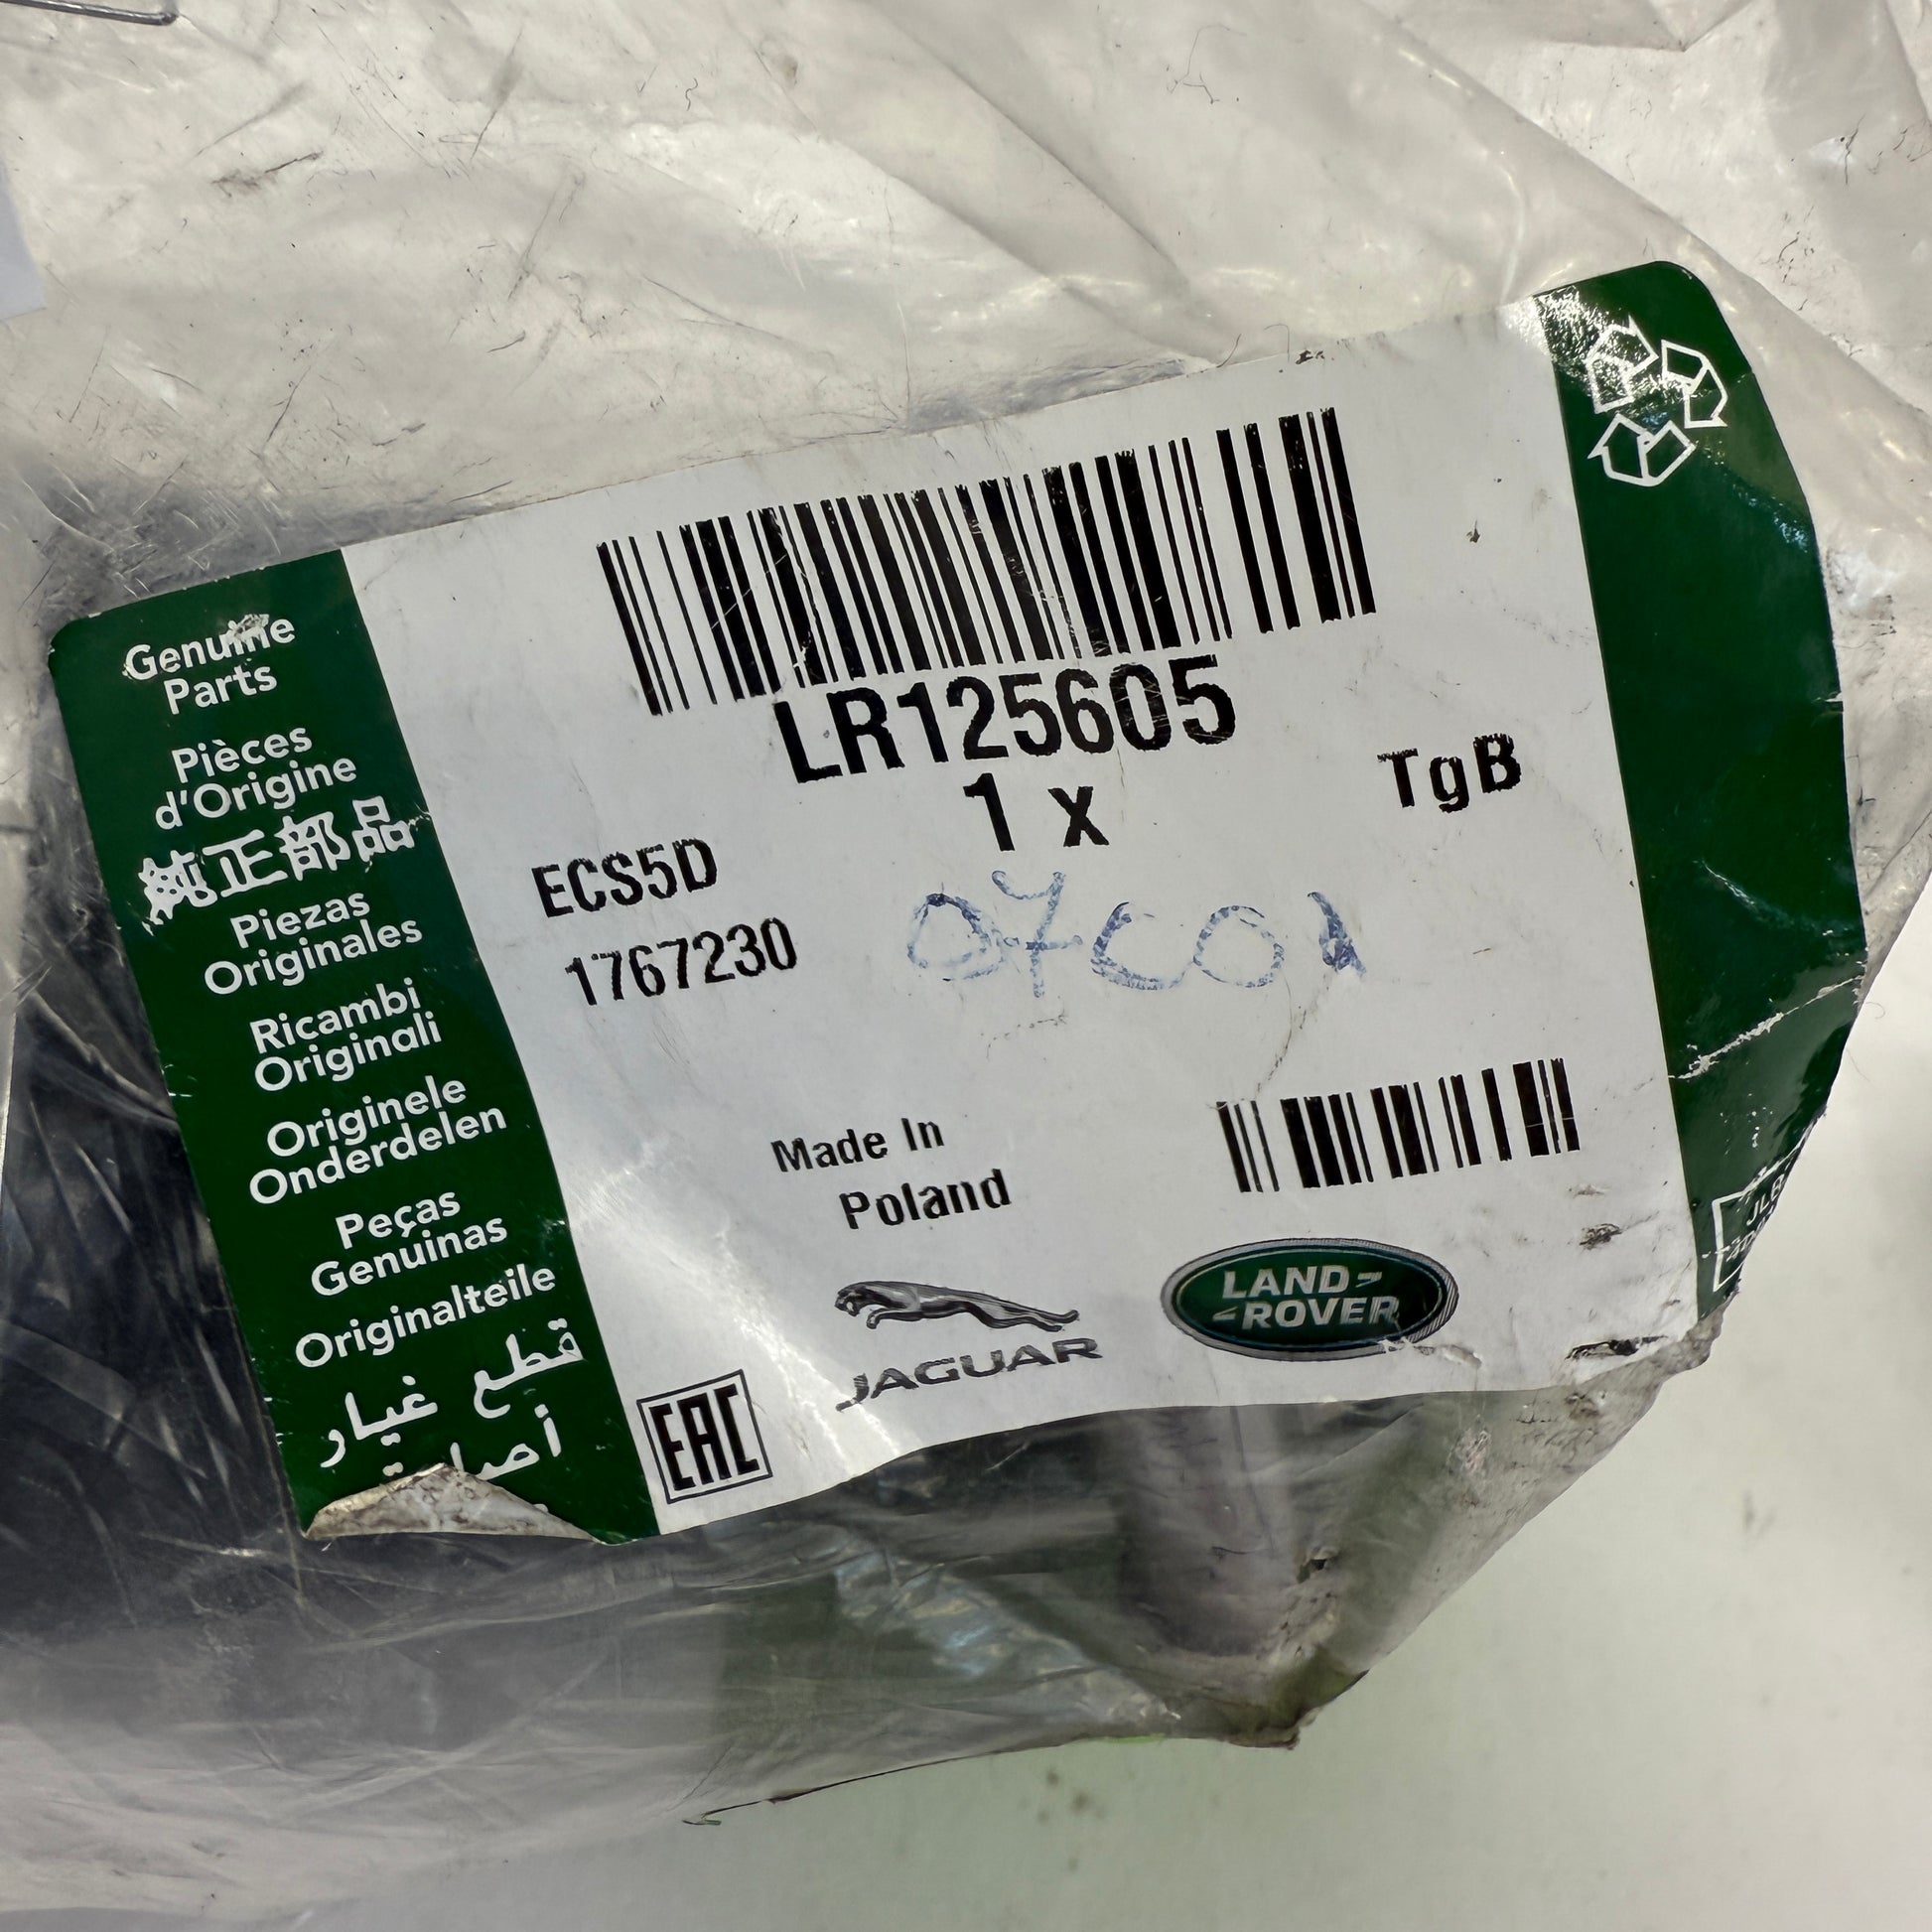 Genuine
Parts
Pièces
d'Origine
純正部品
Piezas
Originales
Ricambi
Originali
Originele
Onderdelen
Peças
Genuinas
Originalteile
قطع
غيار
LR125605
1 x
TgB
ECS5D
1767230
Made In
Poland
JAGUAR
LAND
ROVER
EAC